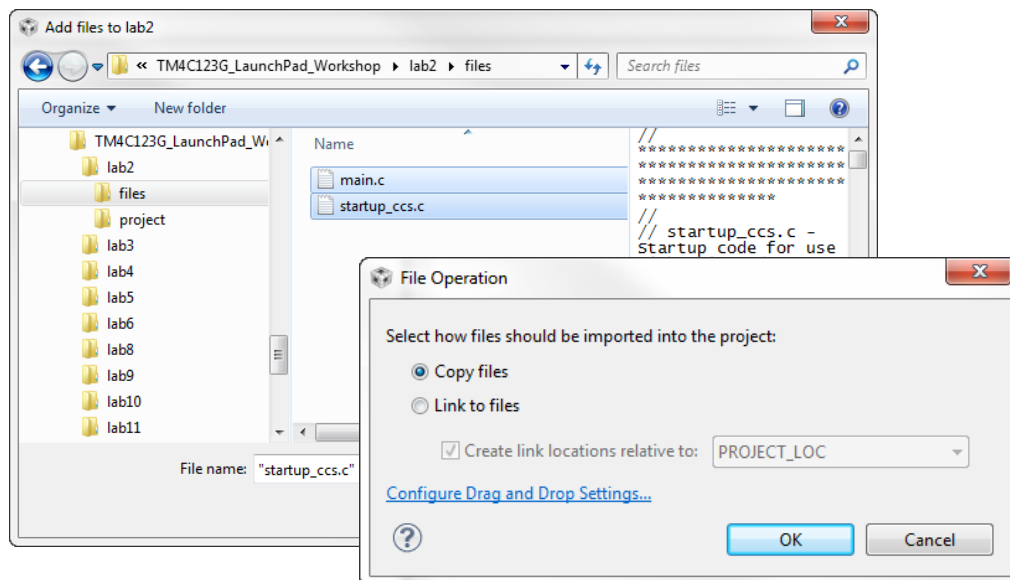 Add files to lab2
« TM4C123G_LaunchPad_Workshop ▸ lab2 ▸ files
Search files
Organize
New folder
TM4C123G_LaunchPad_W
lab2
files
project
lab3
lab4
lab5
lab6
lab8
lab9
lab10
lab11
Name
main.c
startup_ccs.c
//
*********************
*********************
*********************
**************
//
// startup_ccs.c -
Startup code for use
File name: "startup_ccs.c"
File Operation
Select how files should be imported into the project:
Copy files
Link to files
Create link locations relative to: PROJECT_LOC
Configure Drag and Drop Settings...
OK Cancel